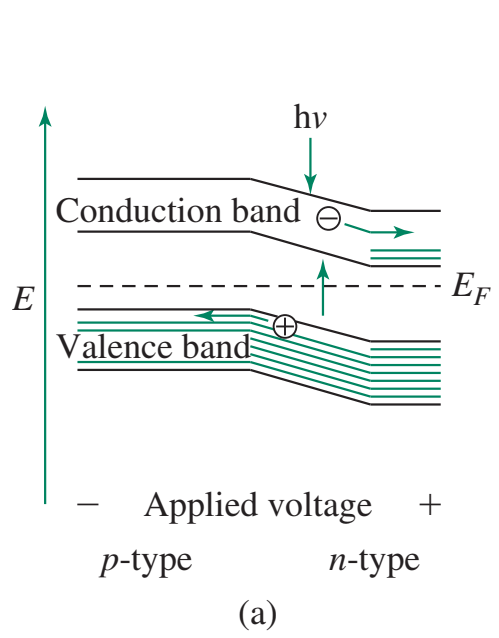 hν
Conduction band
−
E
E_F
+
Valence band
− Applied voltage +
p-type n-type
(a)